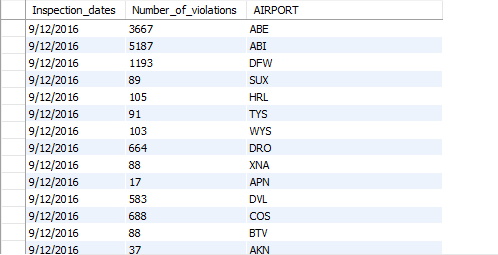 Inspection_dates Number_of_violations AIRPORT
9/12/2016 3667 ABE
9/12/2016 5187 ABI
9/12/2016 1193 DFW
9/12/2016 89 SUX
9/12/2016 105 HRL
9/12/2016 91 TYS
9/12/2016 103 WYS
9/12/2016 664 DRO
9/12/2016 88 XNA
9/12/2016 17 APN
9/12/2016 583 DVL
9/12/2016 688 COS
9/12/2016 88 BTV
9/12/2016 37 AKN